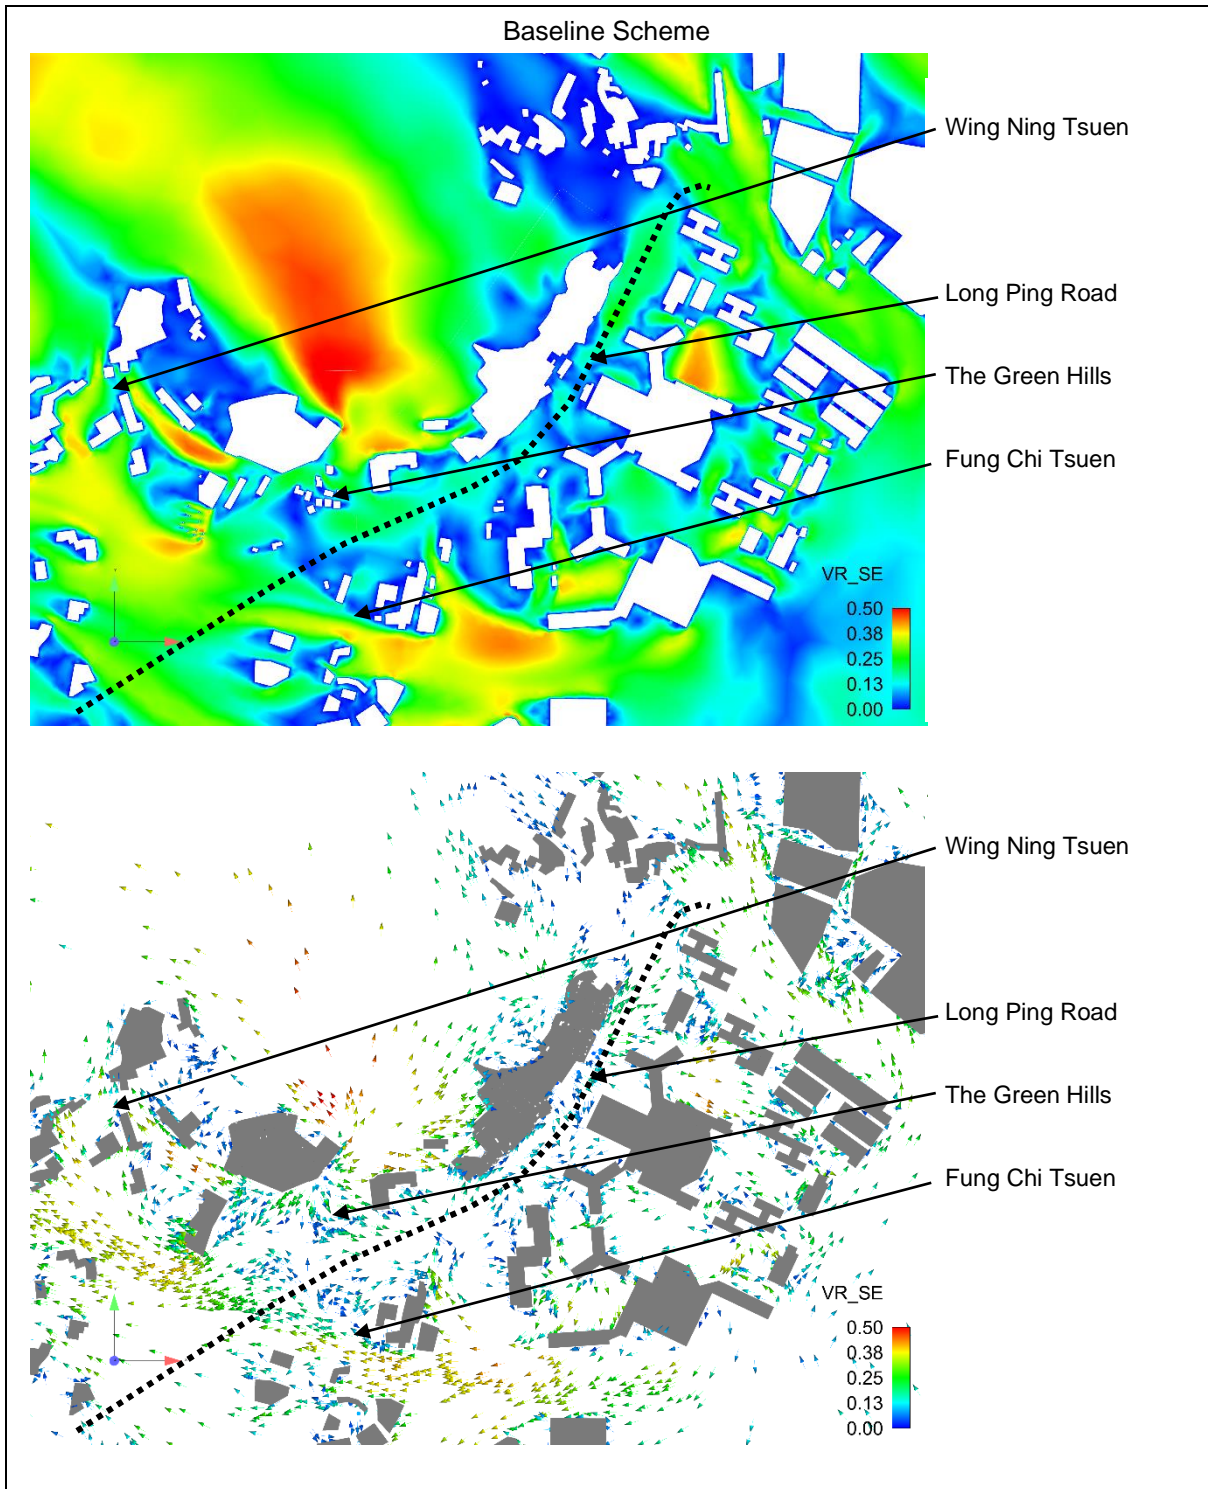 Baseline Scheme
Wing Ning Tsuen
Long Ping Road
The Green Hills
Fung Chi Tsuen
VR_SE
0.50
0.38
0.25
0.13
0.00
Wing Ning Tsuen
Long Ping Road
The Green Hills
Fung Chi Tsuen
VR_SE
0.50
0.38
0.25
0.13
0.00